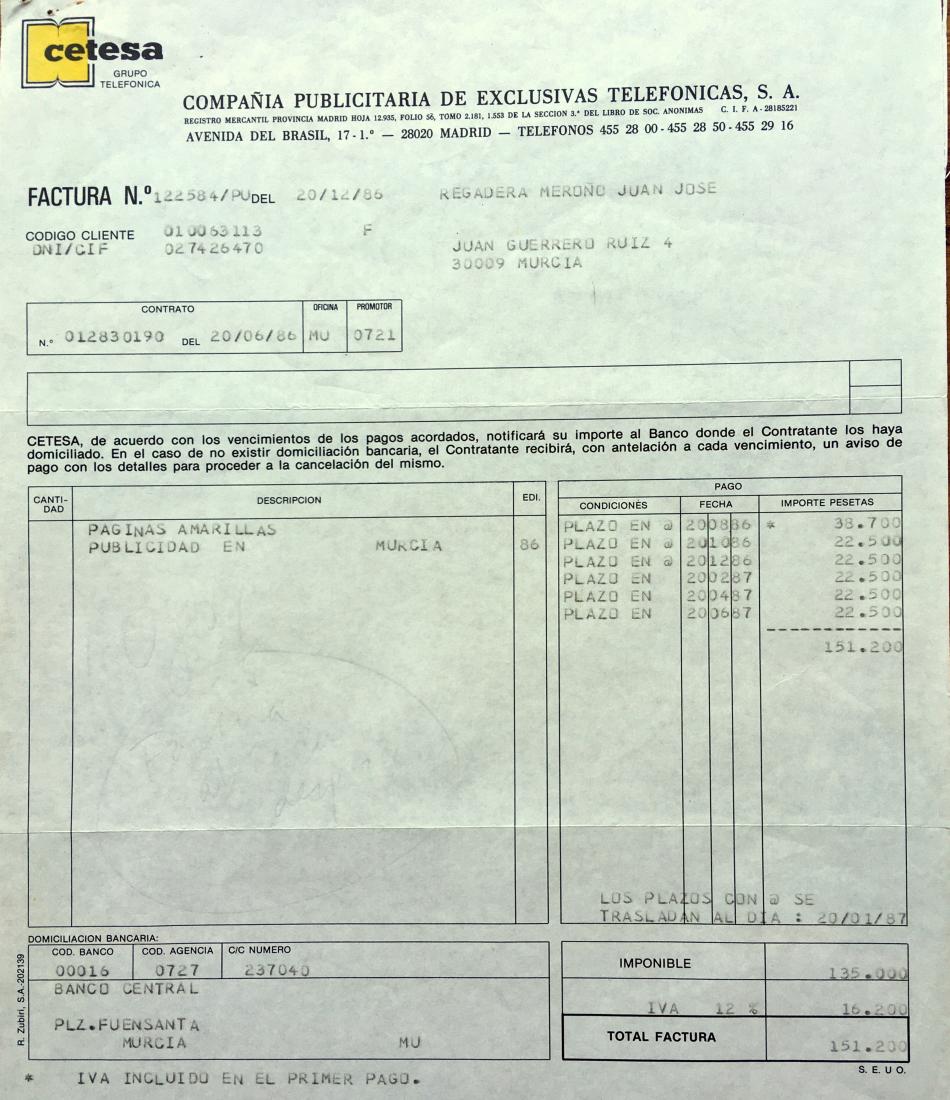 cetesa
GRUPO
TELEFONICA
COMPAÑIA PUBLICITARIA DE EXCLUSIVAS TELEFONICAS, S. A.
REGISTRO MERCANTIL PROVINCIA MADRID HOJA 12.935, FOLIO 56, TOMO 2.181, 1.553 DE LA SECCION 3.ª DEL LIBRO DE SOC. ANONIMAS C. I. F. A-28185221
AVENIDA DEL BRASIL, 17-1.º — 28020 MADRID — TELEFONOS 455 28 00-455 28 50-455 29 16
FACTURA N.º 122584/PU DEL 20/12/86 REGADERA MEROÑO JUAN JOSE
CODIGO CLIENTE 010063113 F
DNI/CIF 027426470 JUAN GUERRERO RUIZ 4
30009 MURCIA
CONTRATO OFICINA PROMOTOR
N.º 012830190 DEL 20/06/86 MU 0721
CETESA, de acuerdo con los vencimientos de los pagos acordados, notificará su importe al Banco donde el Contratante los haya
domiciliado. En el caso de no existir domiciliación bancaria, el Contratante recibirá, con antelación a cada vencimiento, un aviso de
pago con los detalles para proceder a la cancelación del mismo.
CANTI-
DAD DESCRIPCION EDI.
PAGINAS AMARILLAS
PUBLICIDAD EN MURCIA 86
PAGO
CONDICIONES FECHA IMPORTE PESETAS
PLAZO EN @ 200886 * 38.700
PLAZO EN @ 201086 22.500
PLAZO EN @ 201286 22.500
PLAZO EN 200287 22.500
PLAZO EN 200487 22.500
PLAZO EN 200687 22.500
151.200
LOS PLAZOS CON @ SE
TRASLADAN AL DIA : 20/01/87
DOMICILIACION BANCARIA:
COD. BANCO COD. AGENCIA C/C NUMERO
00016 0727 237040
BANCO CENTRAL
PLZ.FUENSANTA
MURCIA MU
IMPONIBLE 135.000
IVA 12 % 16.200
TOTAL FACTURA 151.200
S. E. U O.
* IVA INCLUIDO EN EL PRIMER PAGO.
R. Zubiri, S.A.-202139